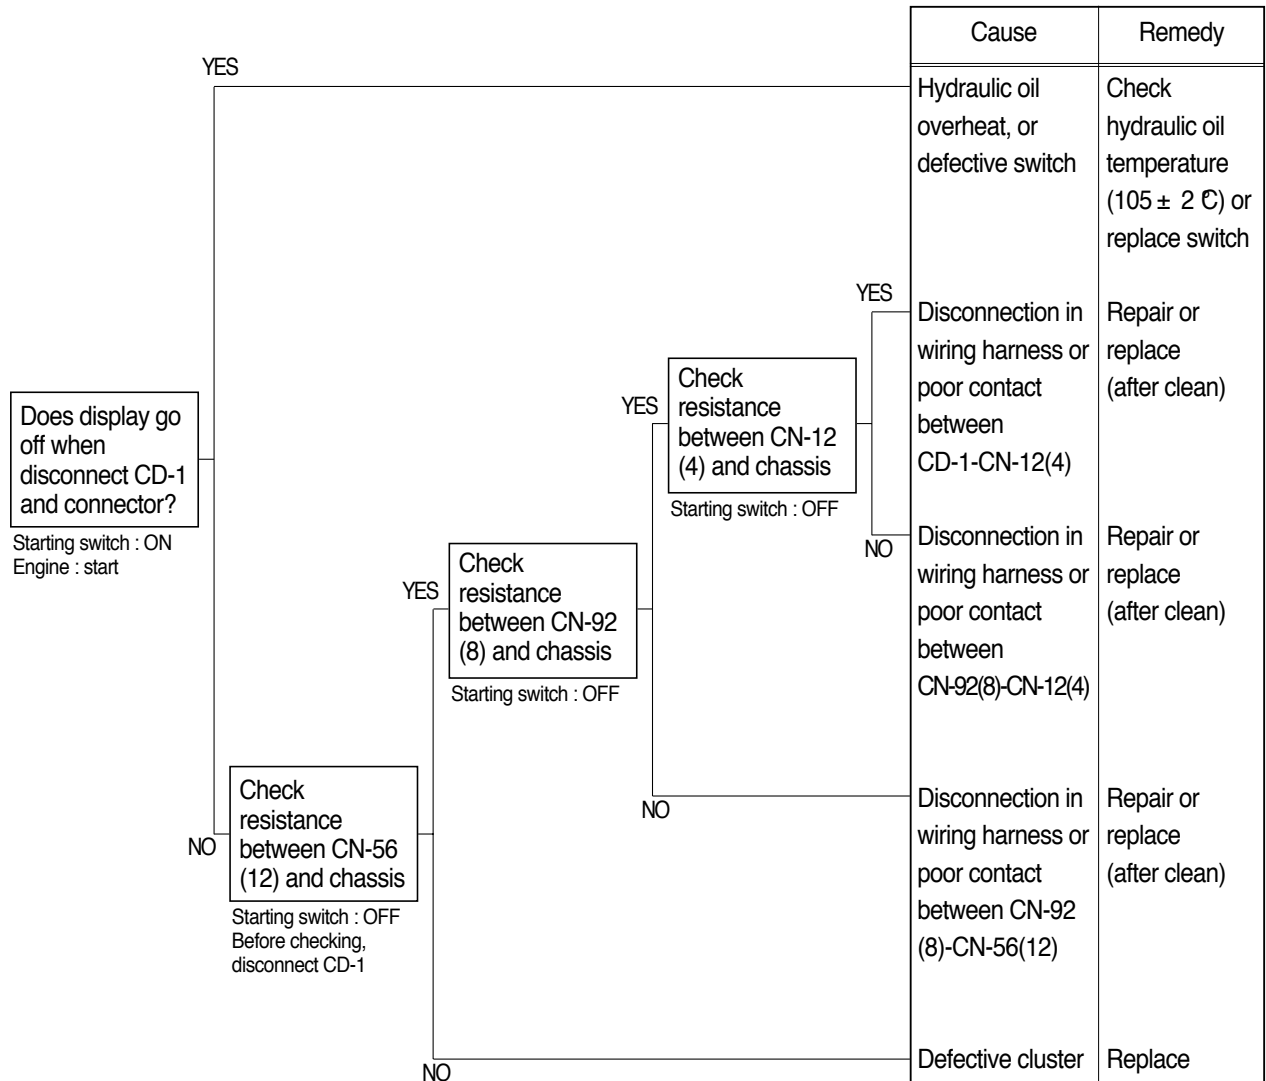 Cause
Remedy
YES
Hydraulic oil
overheat, or
defective switch
Check
hydraulic oil
temperature
(105 ± 2 ℃) or
replace switch
YES
Disconnection in
wiring harness or
poor contact
between
CD-1-CN-12(4)
Repair or
replace
(after clean)
Check
resistance
between CN-12
(4) and chassis
Starting switch : OFF
YES
NO
Does display go
off when
disconnect CD-1
and connector?
Starting switch : ON
Engine : start
Disconnection in
wiring harness or
poor contact
between
CN-92(8)-CN-12(4)
Repair or
replace
(after clean)
YES
Check
resistance
between CN-92
(8) and chassis
Starting switch : OFF
NO
Disconnection in
wiring harness or
poor contact
between CN-92
(8)-CN-56(12)
Repair or
replace
(after clean)
NO
Check
resistance
between CN-56
(12) and chassis
Starting switch : OFF
Before checking,
disconnect CD-1
NO
Defective cluster
Replace